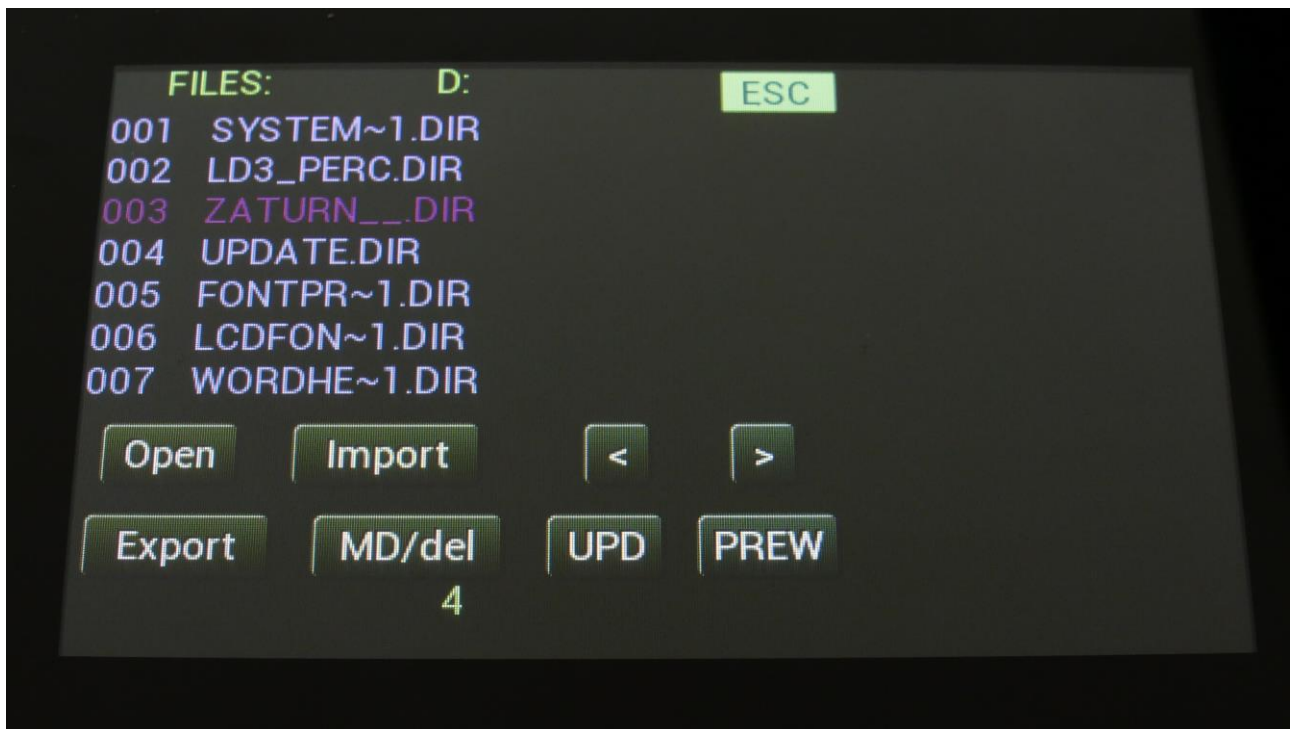 FILES: D: ESC
001 SYSTEM~1.DIR
002 LD3_PERC.DIR
003 ZATURN__.DIR
004 UPDATE.DIR
005 FONTPR~1.DIR
006 LCDFON~1.DIR
007 WORDHE~1.DIR
Open Import < >
Export MD/del UPD PREW
4